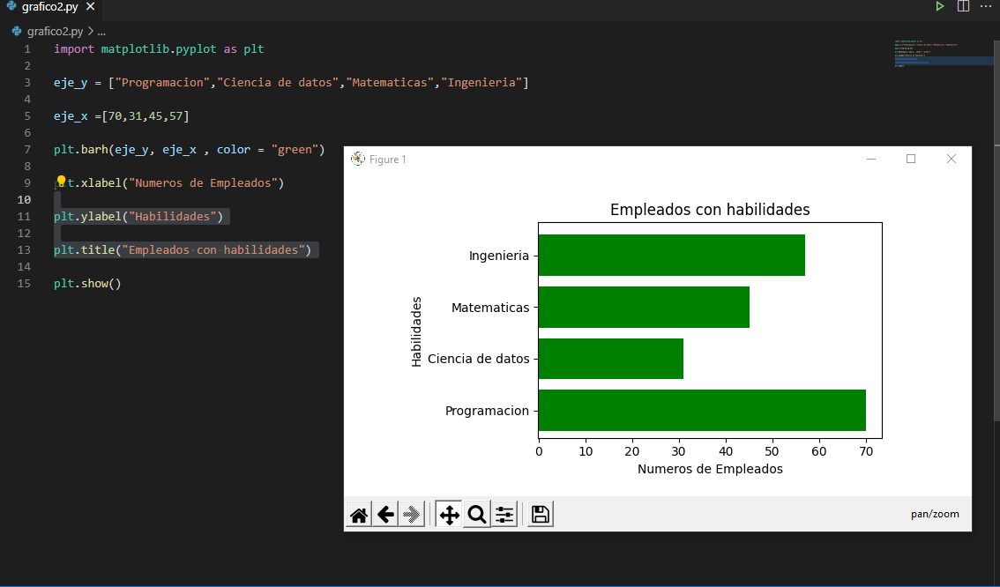 grafico2.py
grafico2.py > ...
1 import matplotlib.pyplot as plt
2
3 eje_y = ["Programacion","Ciencia de datos","Matematicas","Ingenieria"]
4
5 eje_x =[70,31,45,57]
6
7 plt.barh(eje_y, eje_x , color = "green")
8
9 plt.xlabel("Numeros de Empleados")
10
11 plt.ylabel("Habilidades")
12
13 plt.title("Empleados con habilidades")
14
15 plt.show()
Figure 1
Empleados con habilidades
Ingenieria
Matematicas
Habilidades
Ciencia de datos
Programacion
0 10 20 30 40 50 60 70
Numeros de Empleados
pan/zoom